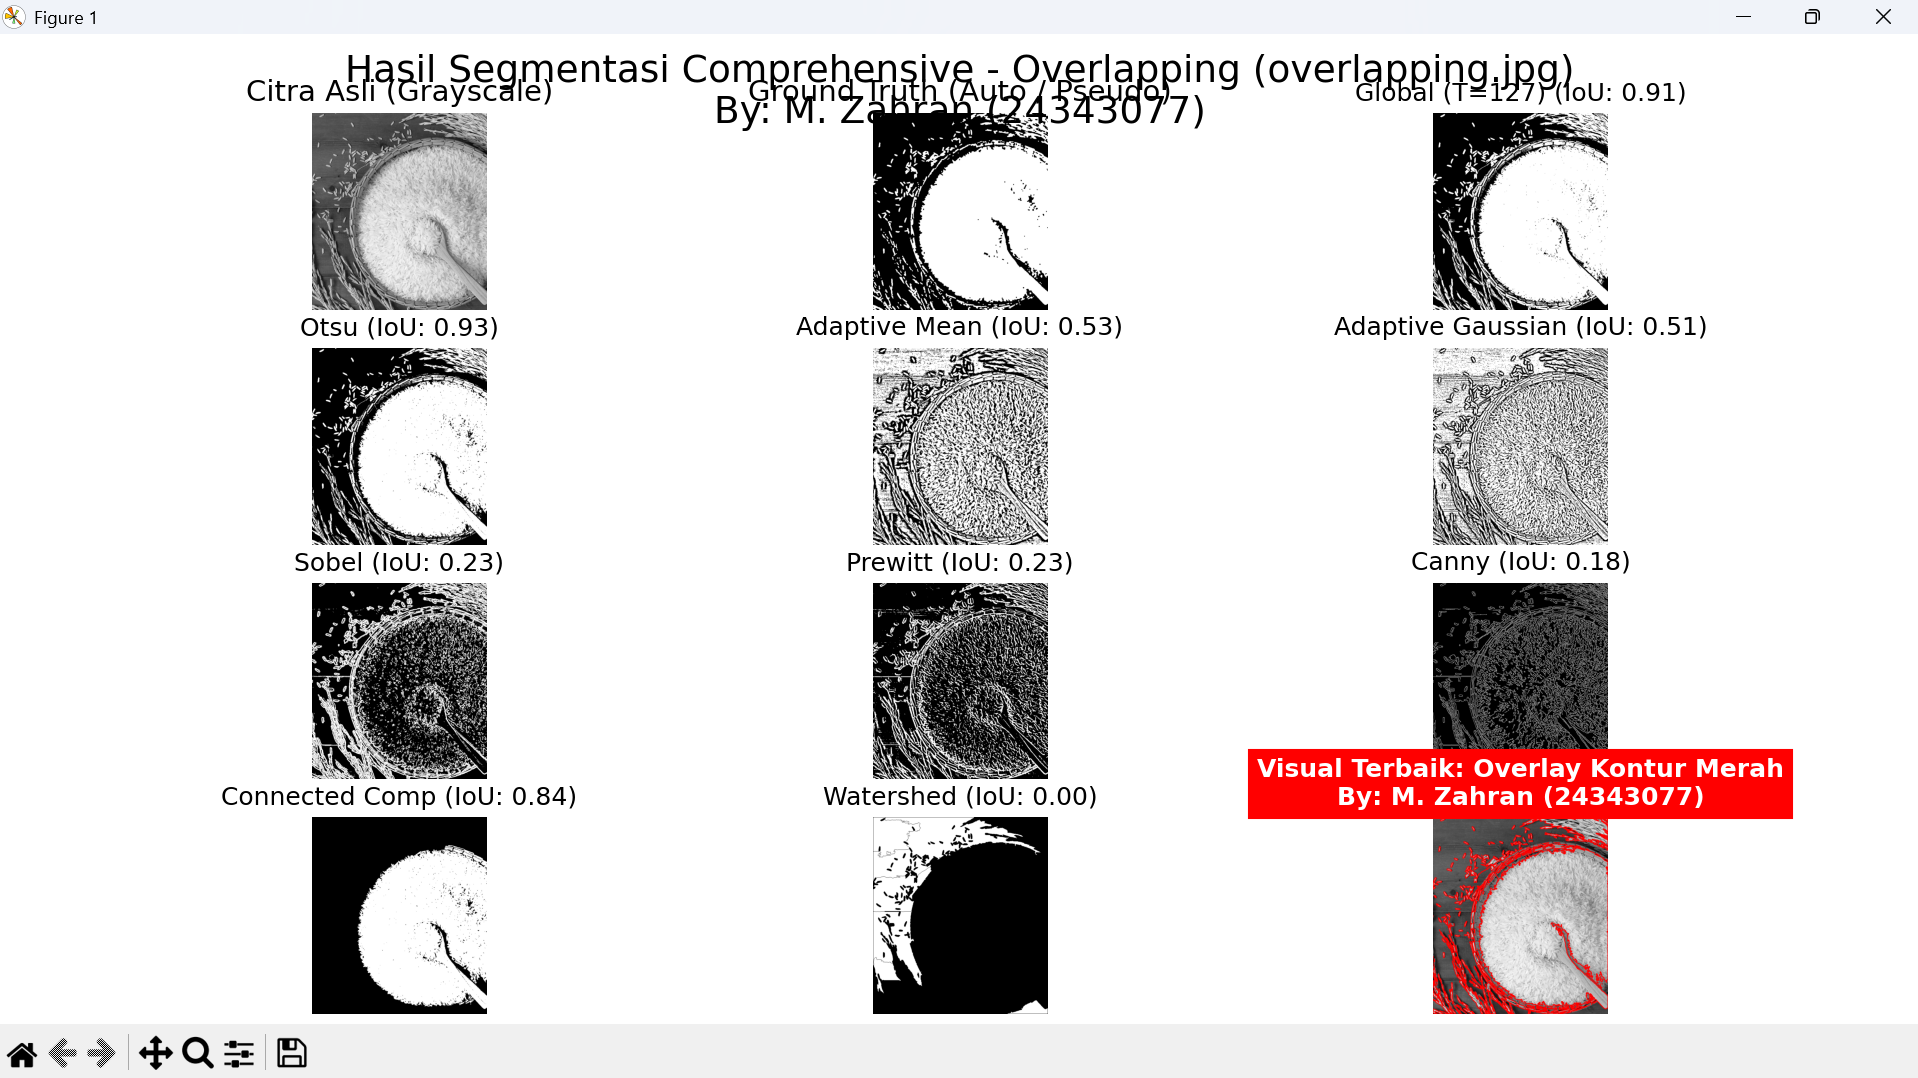 Figure 1
Hasil Segmentasi Comprehensive - Overlapping (overlapping.jpg)
By: M. Zahran (24343077)
Citra Asli (Grayscale)
Ground Truth (Auto / Pseudo)
Global (T=127) (IoU: 0.91)
Otsu (IoU: 0.93)
Adaptive Mean (IoU: 0.53)
Adaptive Gaussian (IoU: 0.51)
Sobel (IoU: 0.23)
Prewitt (IoU: 0.23)
Canny (IoU: 0.18)
Connected Comp (IoU: 0.84)
Watershed (IoU: 0.00)
Visual Terbaik: Overlay Kontur Merah
By: M. Zahran (24343077)